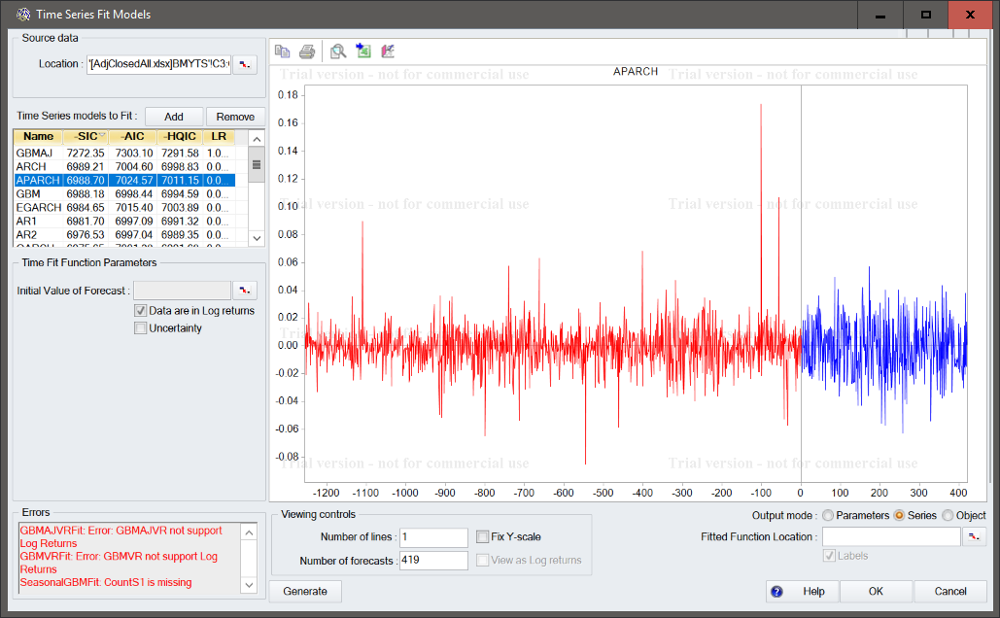 Time Series Fit Models
Source data
Location : '[AdjClosedAll.xlsx]BMYTS'!C3:
Time Series models to Fit : Add Remove
Name -SIC -AIC -HQIC LR
GBMAJ 7272.35 7303.10 7291.58 1.0...
ARCH 6989.21 7004.60 6998.83 0.0...
APARCH 6988.70 7024.57 7011.15 0.0...
GBM 6988.18 6998.44 6994.59 0.0...
EGARCH 6984.65 7015.40 7003.89 0.0...
AR1 6981.70 6997.09 6991.32 0.0...
AR2 6976.53 6997.04 6989.35 0.0...
Time Fit Function Parameters
Initial Value of Forecast :
Data are in Log returns
Uncertainty
Errors
GBMAJVRFit: Error: GBMAJVR not support
Log Returns
GBMVRFit: Error: GBMVR not support Log
Returns
SeasonalGBMFit: CountS1 is missing
Trial version - not for commercial use
APARCH
Trial version - not for commercial use
0.18
0.16
0.14
0.12
0.10
Trial version - not for commercial use
Trial version - not for commercial use
0.08
0.06
0.04
0.02
0.00
-0.02
-0.04
-0.06
-0.08
Trial version - not for commercial use
Trial version - not for commercial use
-1200 -1100 -1000 -900 -800 -700 -600 -500 -400 -300 -200 -100 0 100 200 300 400
Viewing controls
Number of lines : 1
Fix Y-scale
Number of forecasts : 419
View as Log returns
Output mode : Parameters Series Object
Fitted Function Location :
Labels
Generate
Help OK Cancel